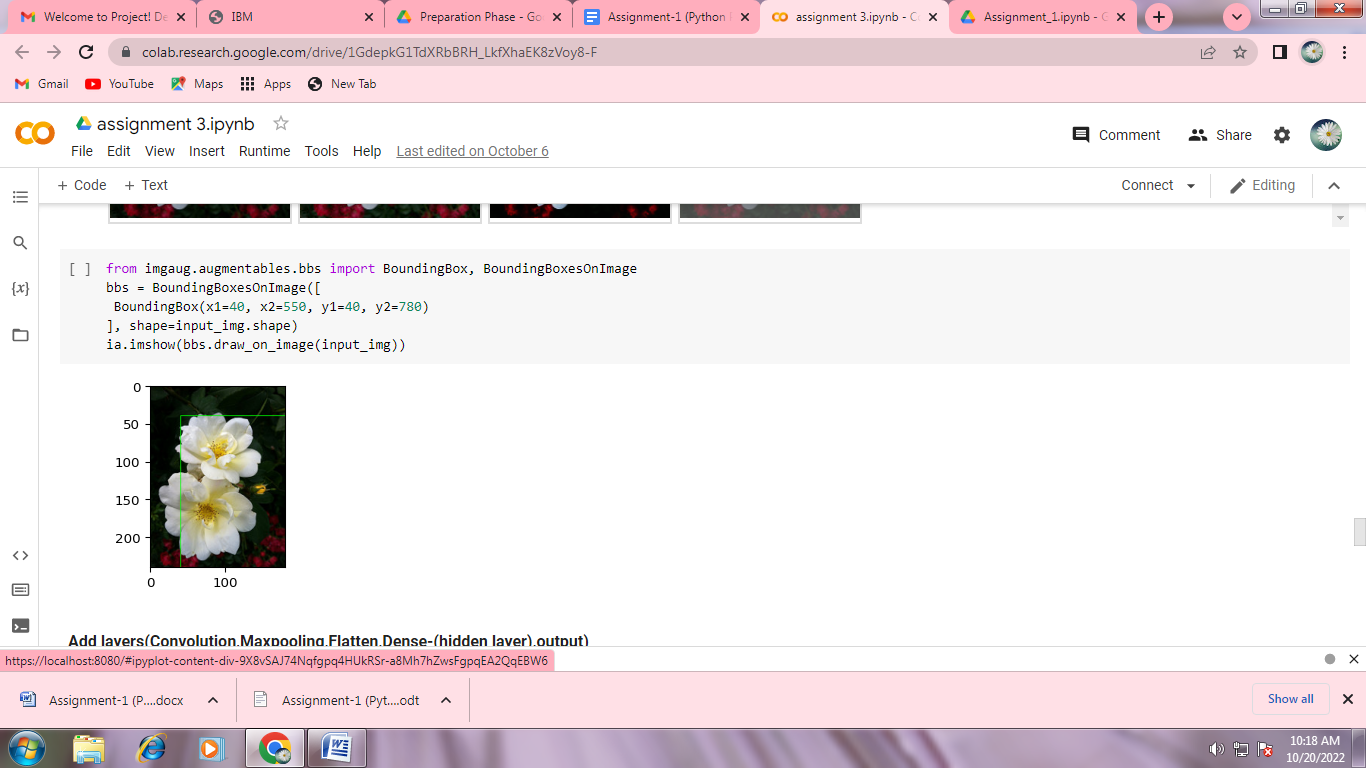 Welcome to Project! De
IBM
Preparation Phase - Go
Assignment-1 (Python
assignment 3.ipynb - C
Assignment_1.ipynb - G
colab.research.google.com/drive/1GdepkG1TdXRbBRH_LkfXhaEK8zVoy8-F
Gmail
YouTube
Maps
Apps
New Tab
assignment 3.ipynb
File Edit View Insert Runtime Tools Help Last edited on October 6
Comment
Share
+ Code + Text
Connect
Editing
{x}
[ ]
from imgaug.augmentables.bbs import BoundingBox, BoundingBoxesOnImage
bbs = BoundingBoxesOnImage([
BoundingBox(x1=40, x2=550, y1=40, y2=780)
], shape=input_img.shape)
ia.imshow(bbs.draw_on_image(input_img))
0
50
100
150
200
0 100
Add layers(Convolution,Maxpooling,Flatten,Dense-(hidden layer),output)
https://localhost:8080/#ipyplot-content-div-9X8vSAJ74Nqfgpq4HUkRSr-a8Mh7hZwsFgpqEA2QqEBW6
Assignment-1 (P....docx
Assignment-1 (Pyt....odt
Show all
10:18 AM
10/20/2022